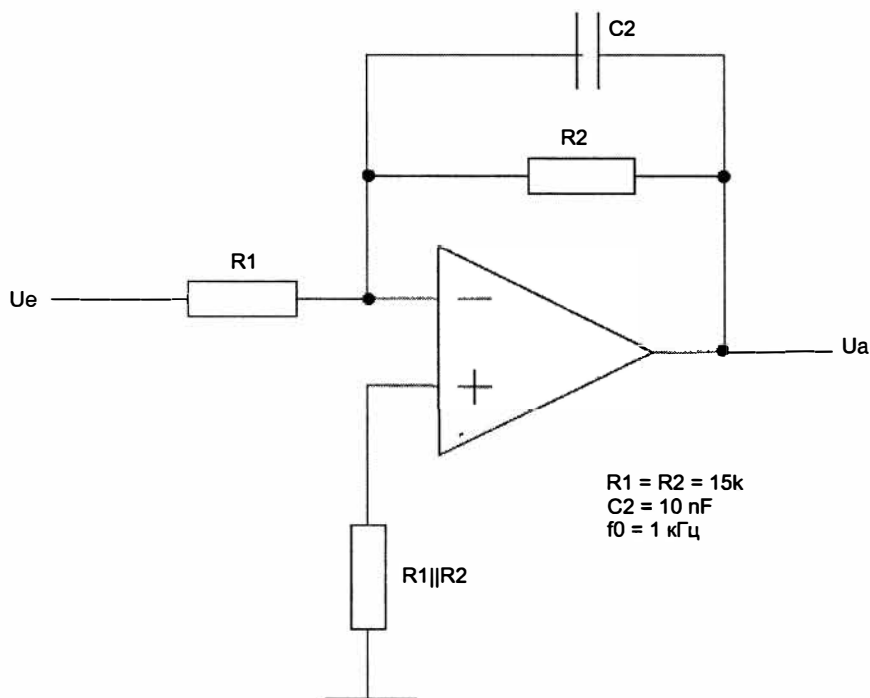 C2
R2
R1
Ue
Ua
R1 = R2 = 15k
C2 = 10 nF
f0 = 1 кГц
R1||R2